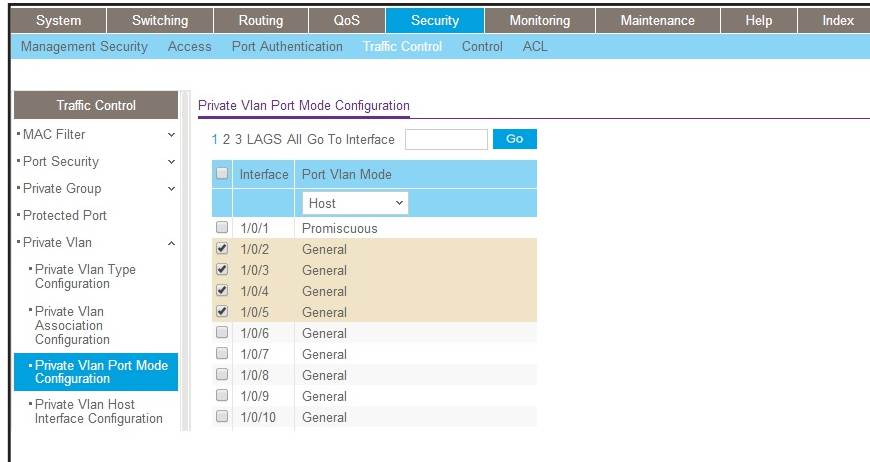 System Switching Routing QoS Security Monitoring Maintenance Help Index
Management Security Access Port Authentication Traffic Control Control ACL
Traffic Control
MAC Filter
Port Security
Private Group
Protected Port
Private Vlan
Private Vlan Type
Configuration
Private Vlan
Association
Configuration
Private Vlan Port Mode
Configuration
Private Vlan Host
Interface Configuration
Private Vlan Port Mode Configuration
1 2 3 LAGS All Go To Interface Go
Interface Port Vlan Mode
Host
1/0/1 Promiscuous
1/0/2 General
1/0/3 General
1/0/4 General
1/0/5 General
1/0/6 General
1/0/7 General
1/0/8 General
1/0/9 General
1/0/10 General